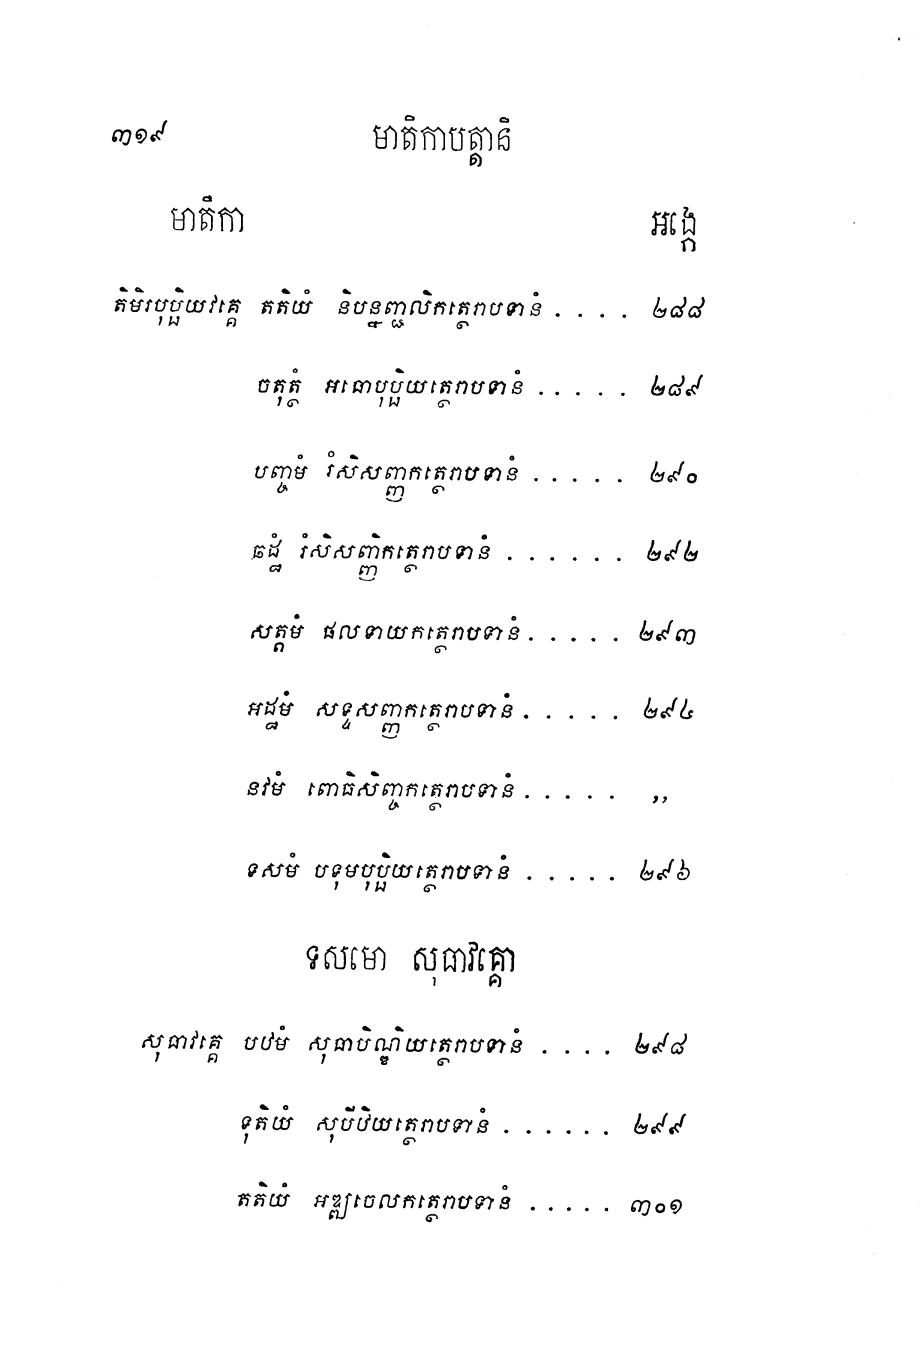 ៣១៩ មាតិកាបត្តានិ
មាតឹកា អង្កេ
តិមិរបុប្ផិយវគ្គេ តតិយំ និបន្នញ្ជលិកត្ថេរាបទានំ . . . . ២៨៨
ចតុត្ថំ អធោបុប្ផិយត្ថេរាបទានំ . . . . . ២៨៩
បញ្ចមំ រំសិសញ្ញកត្ថេរាបទានំ . . . . . ២៩០
ឆដ្ឋំ រំសិសញ្ញិកត្ថេរាបទានំ . . . . . . ២៩២
សត្តមំ ផលទាយកត្ថេរាបទានំ . . . . . ២៩៣
អដ្ឋមំ សទ្ទសញ្ញកត្ថេរាបទានំ . . . . . ២៩៤
នវមំ ពោធិសិញ្ចកត្ថេរាបទានំ . . . . . ,,
ទសមំ បទុមបុប្ផិយត្ថេរាបទានំ . . . . . ២៩៦
ទសមោ សុធាវគ្គោ
សុធាវគ្គេ បឋមំ សុធាបិណ្ឌិយត្ថេរាបទានំ . . . . ២៩៨
ទុតិយំ សុបីឋិយត្ថេរាបទានំ . . . . . . ២៩៩
តតិយំ អឌ្ឍចេលកត្ថេរាបទានំ . . . . . ៣០១